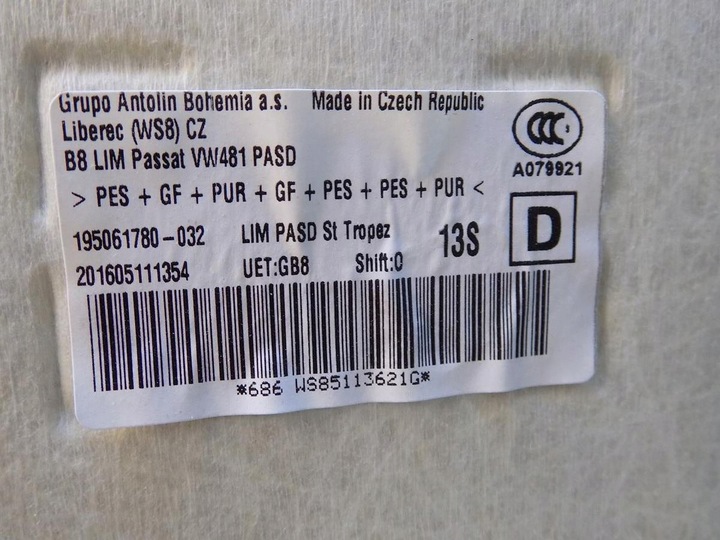 Grupo Antolin Bohemia a.s. Made in Czech Republic
Liberec (WS8) CZ
B8 LIM Passat VW481 PASD
> PES + GF + PUR + GF + PES + PES + PUR <
CCC S
A079921
195061780-032 LIM PASD St Tropez 13S D
201605111354 UET:GB8 Shift:O
*686 WS85113621G*